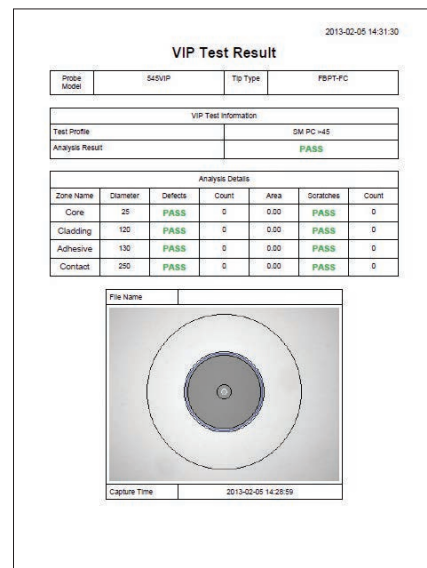 2013-02-05 14:31:30
VIP Test Result
Probe Model 545VIP Tip Type FBPT-FC
VIP Test Information
Test Profile SM PC >45
Analysis Result PASS
Analysis Details
Zone Name Diameter Defects Count Area Scratches Count
Core 25 PASS 0 0.00 PASS 0
Cladding 120 PASS 0 0.00 PASS 0
Adhesive 130 PASS 0 0.00 PASS 0
Contact 250 PASS 0 0.00 PASS 0
File Name
Capture Time 2013-02-05 14:28:59